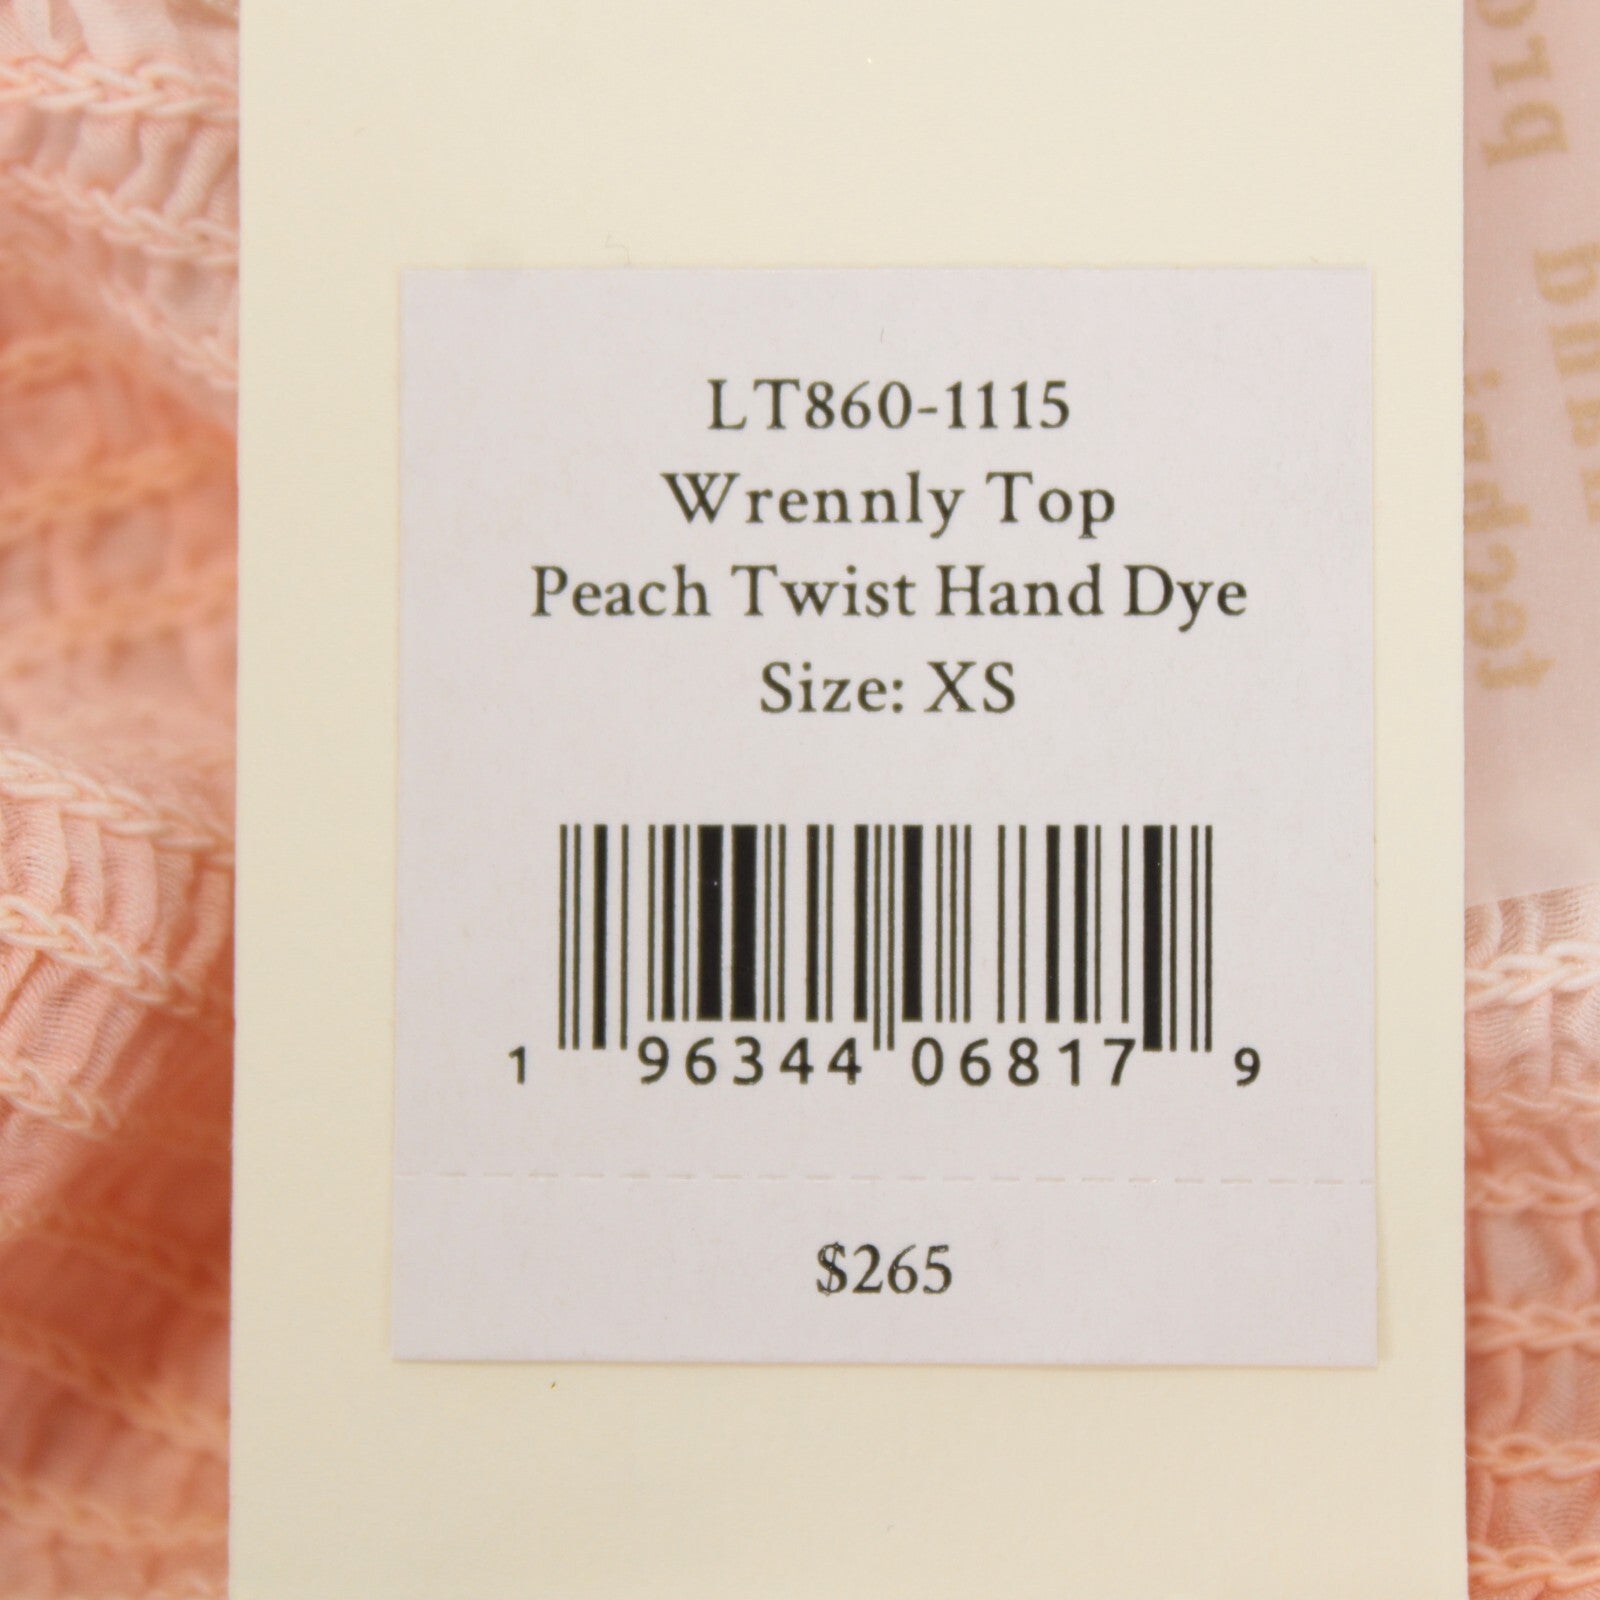 LT860-1115
Wrennly Top
Peach Twist Hand Dye
Size: XS
1 96344 06817 9
$265